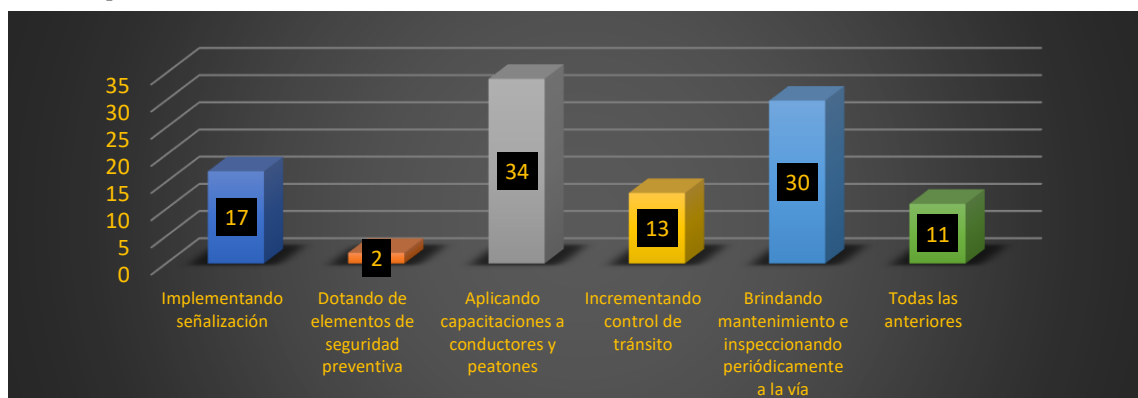 35
30
25
20
15
10
5
0
17
2
34
13
30
11
Implementando
señalización
Dotando de
elementos de
seguridad
preventiva
Aplicando
capacitaciones a
conductores y
peatones
Incrementando
control de
tránsito
Brindando
mantenimiento e
inspeccionando
periódicamente
a la vía
Todas las
anteriores